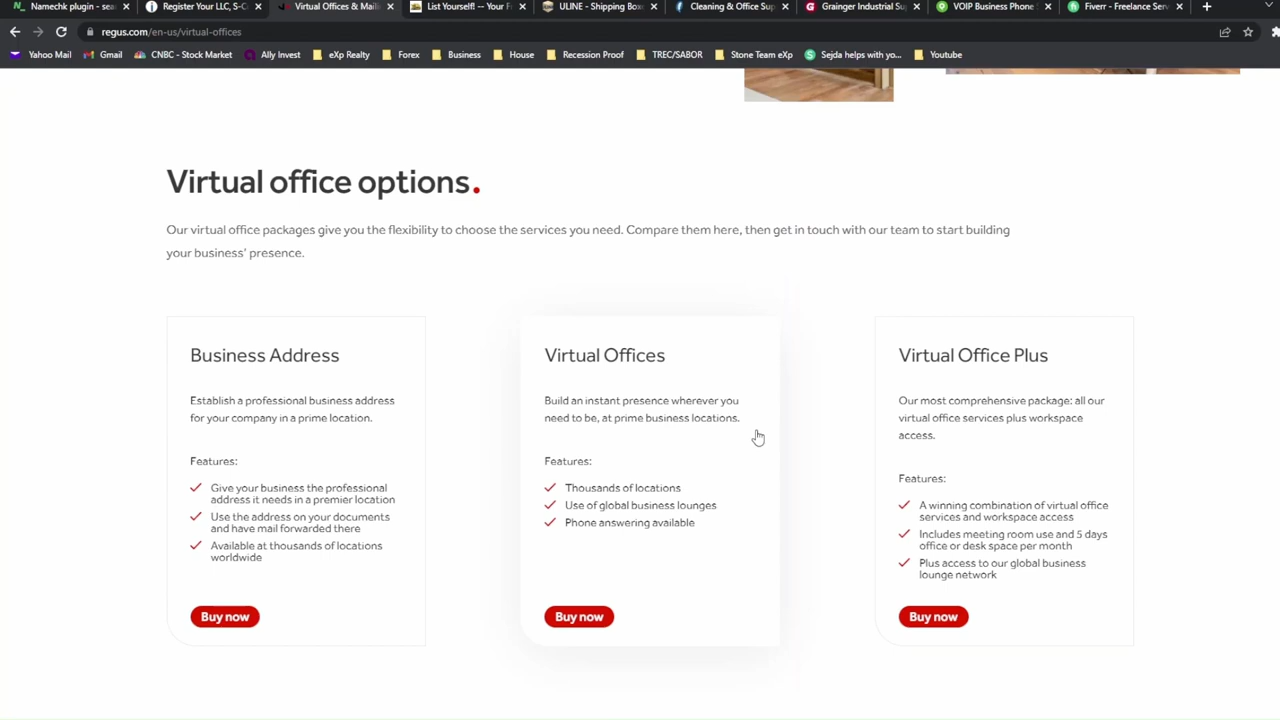 Namechk plugin - sea
Register Your LLC, S-C
Virtual Offices & Maili
List Yourself! -- Your F
ULINE - Shipping Box
Cleaning & Office Sup
Grainger Industrial Su
VOIP Business Phone
Fiverr - Freelance Serv
regus.com/en-us/virtual-offices
Yahoo Mail
Gmail
CNBC - Stock Market
Ally Invest
eXp Realty
Forex
Business
House
Recession Proof
TREC/SABOR
Stone Team eXp
Sejda helps with yo...
Youtube
Virtual office options.
Our virtual office packages give you the flexibility to choose the services you need. Compare them here, then get in touch with our team to start building
your business' presence.
Business Address
Establish a professional business address
for your company in a prime location.
Features:
Give your business the professional
address it needs in a premier location
Use the address on your documents
and have mail forwarded there
Available at thousands of locations
worldwide
Buy now
Virtual Offices
Build an instant presence wherever you
need to be, at prime business locations.
Features:
Thousands of locations
Use of global business lounges
Phone answering available
Buy now
Virtual Office Plus
Our most comprehensive package: all our
virtual office services plus workspace
access.
Features:
A winning combination of virtual office
services and workspace access
Includes meeting room use and 5 days
office or desk space per month
Plus access to our global business
lounge network
Buy now